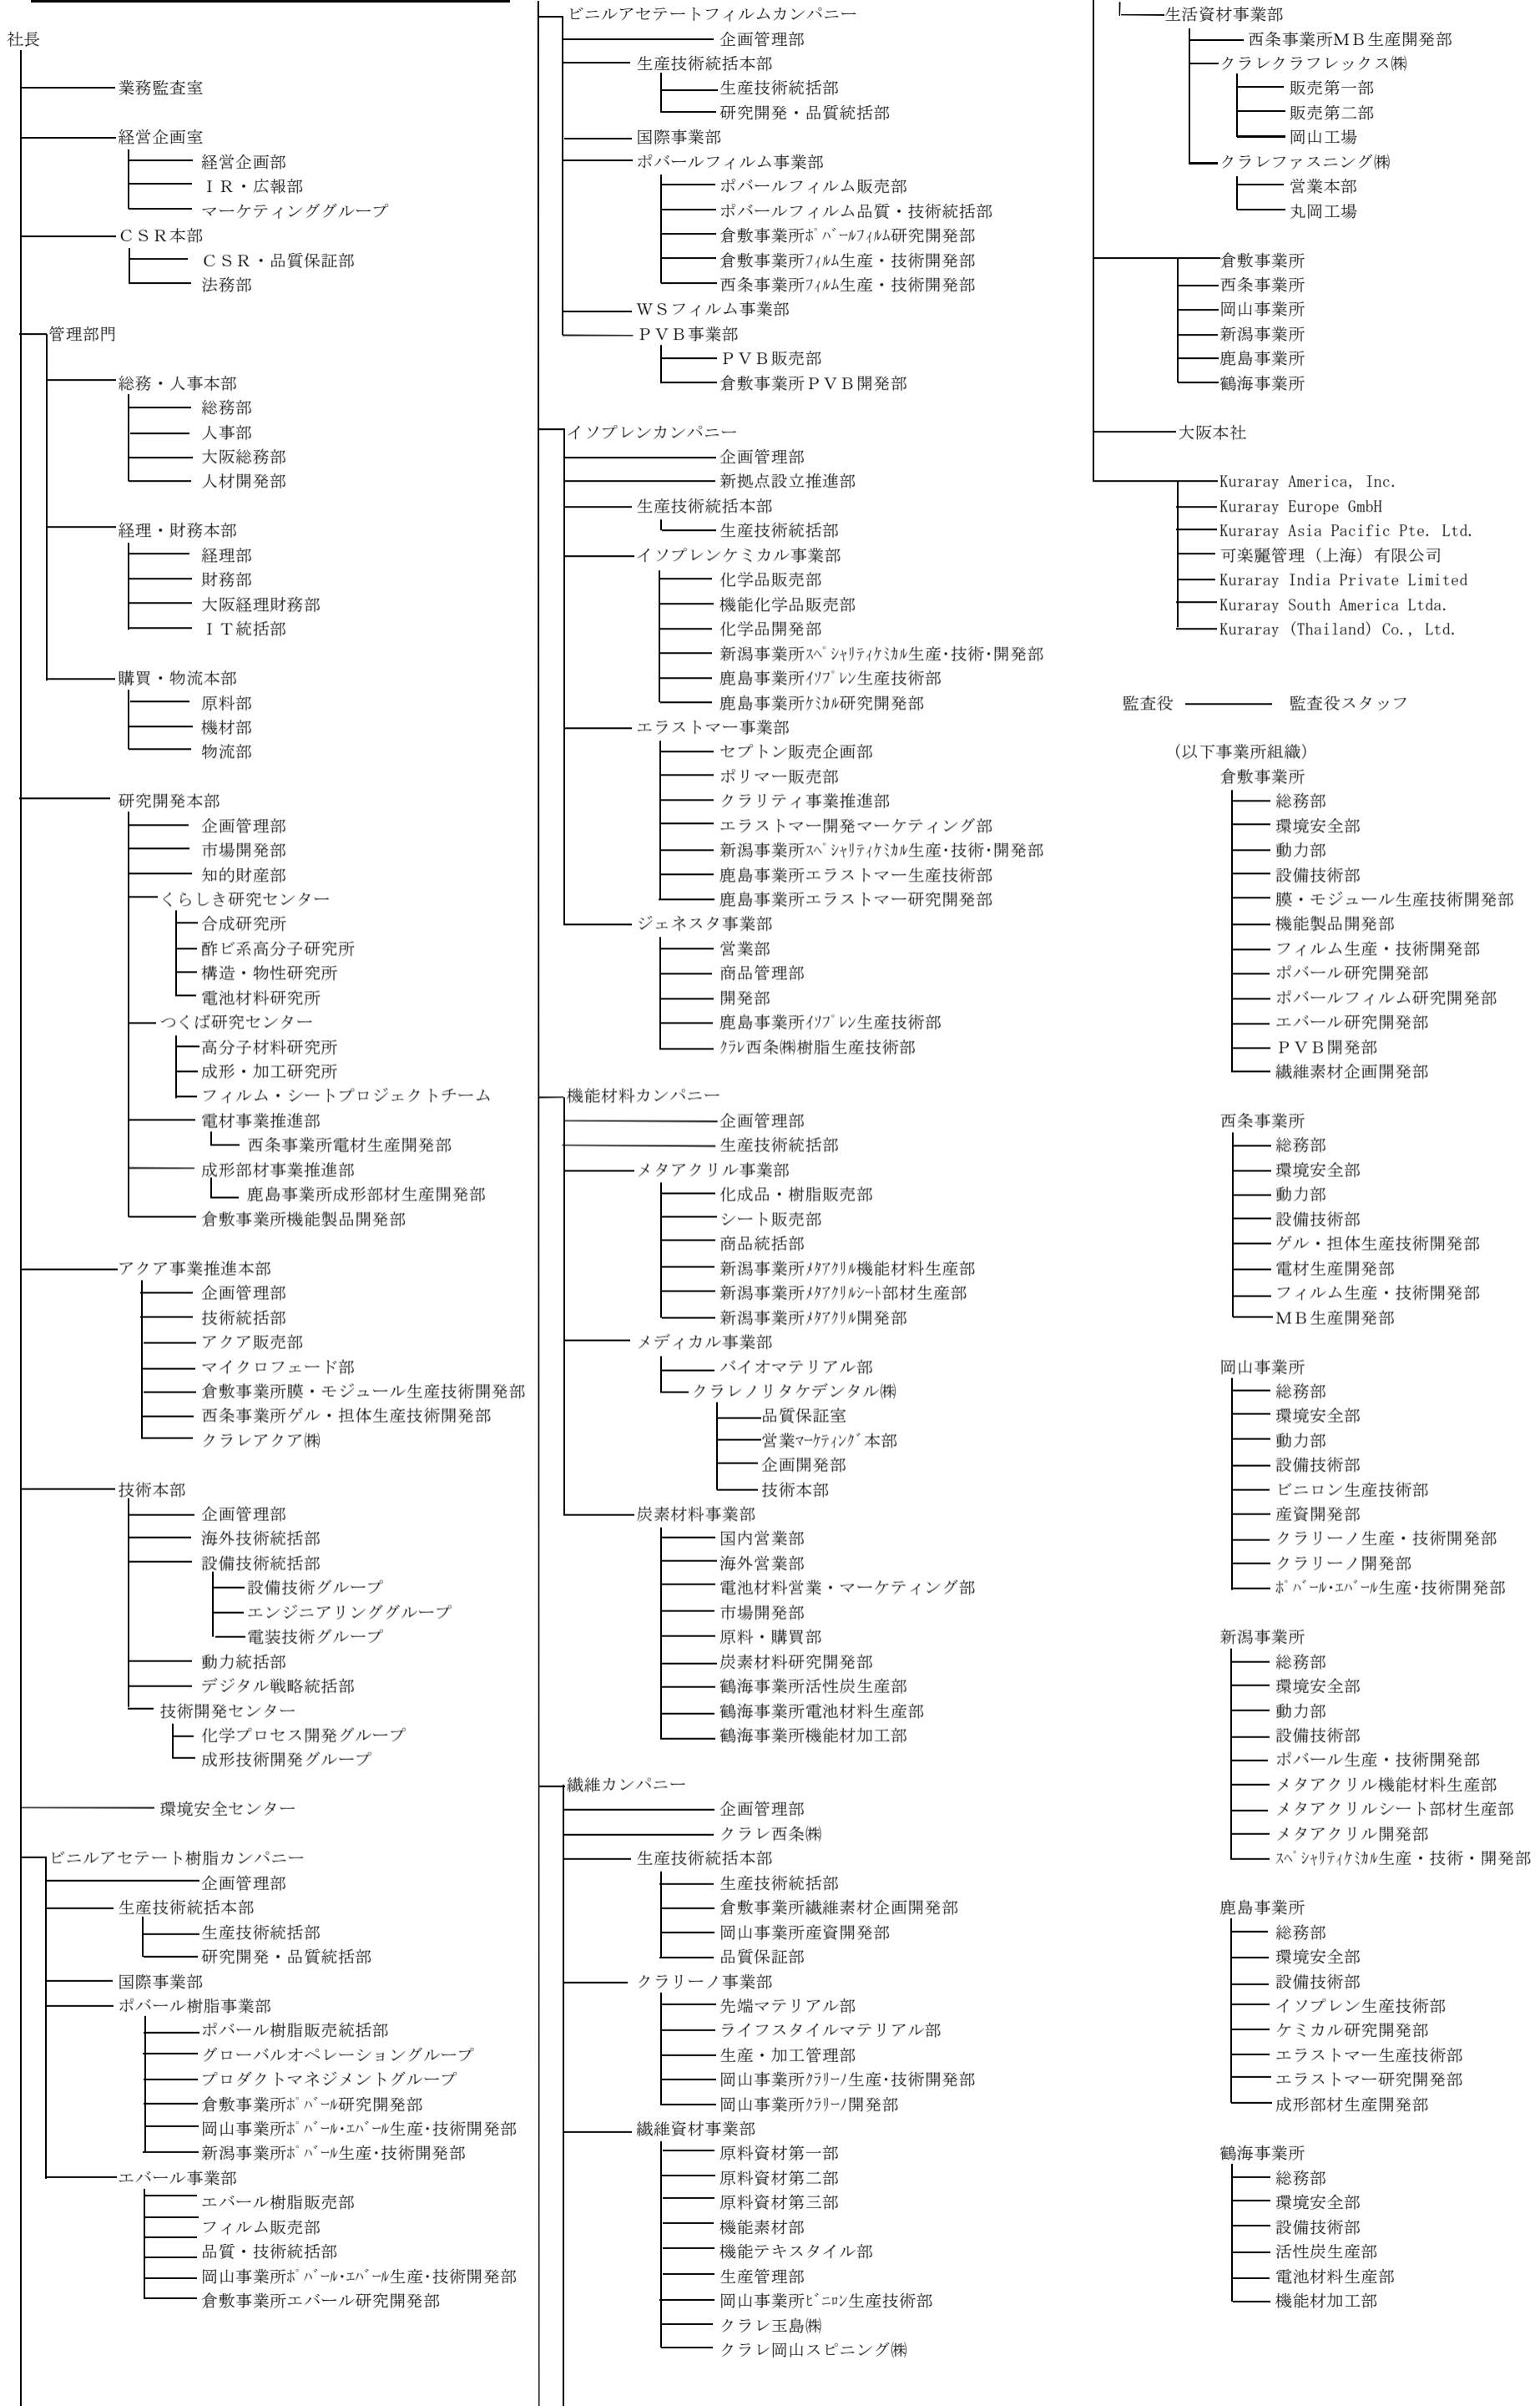 社長
業務監査室
経営企画室
経営企画部
ＩＲ・広報部
マーケティンググループ
ＣＳＲ本部
ＣＳＲ・品質保証部
法務部
管理部門
総務・人事本部
総務部
人事部
大阪総務部
人材開発部
経理・財務本部
経理部
財務部
大阪経理財務部
ＩＴ統括部
購買・物流本部
原料部
機材部
物流部
研究開発本部
企画管理部
市場開発部
知的財産部
くらしき研究センター
合成研究所
酢ビ系高分子研究所
構造・物性研究所
電池材料研究所
つくば研究センター
高分子材料研究所
成形・加工研究所
フィルム・シートプロジェクトチーム
電材事業推進部
西条事業所電材生産開発部
成形部材事業推進部
鹿島事業所成形部材生産開発部
倉敷事業所機能製品開発部
アクア事業推進本部
企画管理部
技術統括部
アクア販売部
マイクロフェード部
倉敷事業所膜・モジュール生産技術開発部
西条事業所ゲル・担体生産技術開発部
クラレアクア㈱
技術本部
企画管理部
海外技術統括部
設備技術統括部
設備技術グループ
エンジニアリンググループ
電装技術グループ
動力統括部
デジタル戦略統括部
技術開発センター
化学プロセス開発グループ
成形技術開発グループ
環境安全センター
ビニルアセテート樹脂カンパニー
企画管理部
生産技術統括本部
生産技術統括部
研究開発・品質統括部
国際事業部
ポバール樹脂事業部
ポバール樹脂販売統括部
グローバルオペレーショングループ
プロダクトマネジメントグループ
倉敷事業所ﾎﾟﾊﾞｰﾙ研究開発部
岡山事業所ﾎﾟﾊﾞｰﾙ･ｴﾊﾞｰﾙ生産･技術開発部
新潟事業所ﾎﾟﾊﾞｰﾙ生産･技術開発部
エバール事業部
エバール樹脂販売部
フィルム販売部
品質・技術統括部
岡山事業所ﾎﾟﾊﾞｰﾙ･ｴﾊﾞｰﾙ生産･技術開発部
倉敷事業所エバール研究開発部
ビニルアセテートフィルムカンパニー
企画管理部
生産技術統括本部
生産技術統括部
研究開発・品質統括部
国際事業部
ポバールフィルム事業部
ポバールフィルム販売部
ポバールフィルム品質・技術統括部
倉敷事業所ﾎﾟﾊﾞｰﾙﾌｨﾙﾑ研究開発部
倉敷事業所ﾌｨﾙﾑ生産・技術開発部
西条事業所ﾌｨﾙﾑ生産・技術開発部
ＷＳフィルム事業部
ＰＶＢ事業部
ＰＶＢ販売部
倉敷事業所ＰＶＢ開発部
イソプレンカンパニー
企画管理部
新拠点設立推進部
生産技術統括本部
生産技術統括部
イソプレンケミカル事業部
化学品販売部
機能化学品販売部
化学品開発部
新潟事業所ｽﾍﾟｼｬﾘﾃｨｹﾐｶﾙ生産･技術･開発部
鹿島事業所ｲｿﾌﾟﾚﾝ生産技術部
鹿島事業所ｹﾐｶﾙ研究開発部
エラストマー事業部
セプトン販売企画部
ポリマー販売部
クラリティ事業推進部
エラストマー開発マーケティング部
新潟事業所ｽﾍﾟｼｬﾘﾃｨｹﾐｶﾙ生産･技術･開発部
鹿島事業所エラストマー生産技術部
鹿島事業所エラストマー研究開発部
ジェネスタ事業部
営業部
商品管理部
開発部
鹿島事業所ｲｿﾌﾟﾚﾝ生産技術部
ｸﾗﾚ西条㈱樹脂生産技術部
機能材料カンパニー
企画管理部
生産技術統括部
メタアクリル事業部
化成品・樹脂販売部
シート販売部
商品統括部
新潟事業所ﾒﾀｱｸﾘﾙ機能材料生産部
新潟事業所ﾒﾀｱｸﾘﾙｼｰﾄ部材生産部
新潟事業所ﾒﾀｱｸﾘﾙ開発部
メディカル事業部
バイオマテリアル部
クラレノリタケデンタル㈱
品質保証室
営業ﾏｰｹﾃｨﾝｸﾞ本部
企画開発部
技術本部
炭素材料事業部
国内営業部
海外営業部
電池材料営業・マーケティング部
市場開発部
原料・購買部
炭素材料研究開発部
鶴海事業所活性炭生産部
鶴海事業所電池材料生産部
鶴海事業所機能材加工部
繊維カンパニー
企画管理部
クラレ西条㈱
生産技術統括本部
生産技術統括部
倉敷事業所繊維素材企画開発部
岡山事業所産資開発部
品質保証部
クラリーノ事業部
先端マテリアル部
ライフスタイルマテリアル部
生産・加工管理部
岡山事業所ｸﾗﾘｰﾉ生産・技術開発部
岡山事業所ｸﾗﾘｰﾉ開発部
繊維資材事業部
原料資材第一部
原料資材第二部
原料資材第三部
機能素材部
機能テキスタイル部
生産管理部
岡山事業所ﾋﾞﾆﾛﾝ生産技術部
クラレ玉島㈱
クラレ岡山スピニング㈱
生活資材事業部
西条事業所ＭＢ生産開発部
クラレクラフレックス㈱
販売第一部
販売第二部
岡山工場
クラレファスニング㈱
営業本部
丸岡工場
倉敷事業所
西条事業所
岡山事業所
新潟事業所
鹿島事業所
鶴海事業所
大阪本社
Kuraray America, Inc.
Kuraray Europe GmbH
Kuraray Asia Pacific Pte. Ltd.
可楽麗管理（上海）有限公司
Kuraray India Private Limited
Kuraray South America Ltda.
Kuraray (Thailand) Co., Ltd.
監査役 監査役スタッフ
（以下事業所組織）
倉敷事業所
総務部
環境安全部
動力部
設備技術部
膜・モジュール生産技術開発部
機能製品開発部
フィルム生産・技術開発部
ポバール研究開発部
ポバールフィルム研究開発部
エバール研究開発部
ＰＶＢ開発部
繊維素材企画開発部
西条事業所
総務部
環境安全部
動力部
設備技術部
ゲル・担体生産技術開発部
電材生産開発部
フィルム生産・技術開発部
ＭＢ生産開発部
岡山事業所
総務部
環境安全部
動力部
設備技術部
ビニロン生産技術部
産資開発部
クラリーノ生産・技術開発部
クラリーノ開発部
ﾎﾟﾊﾞｰﾙ･ｴﾊﾞｰﾙ生産･技術開発部
新潟事業所
総務部
環境安全部
動力部
設備技術部
ポバール生産・技術開発部
メタアクリル機能材料生産部
メタアクリルシート部材生産部
メタアクリル開発部
ｽﾍﾟｼｬﾘﾃｨｹﾐｶﾙ生産・技術・開発部
鹿島事業所
総務部
環境安全部
設備技術部
イソプレン生産技術部
ケミカル研究開発部
エラストマー生産技術部
エラストマー研究開発部
成形部材生産開発部
鶴海事業所
総務部
環境安全部
設備技術部
活性炭生産部
電池材料生産部
機能材加工部